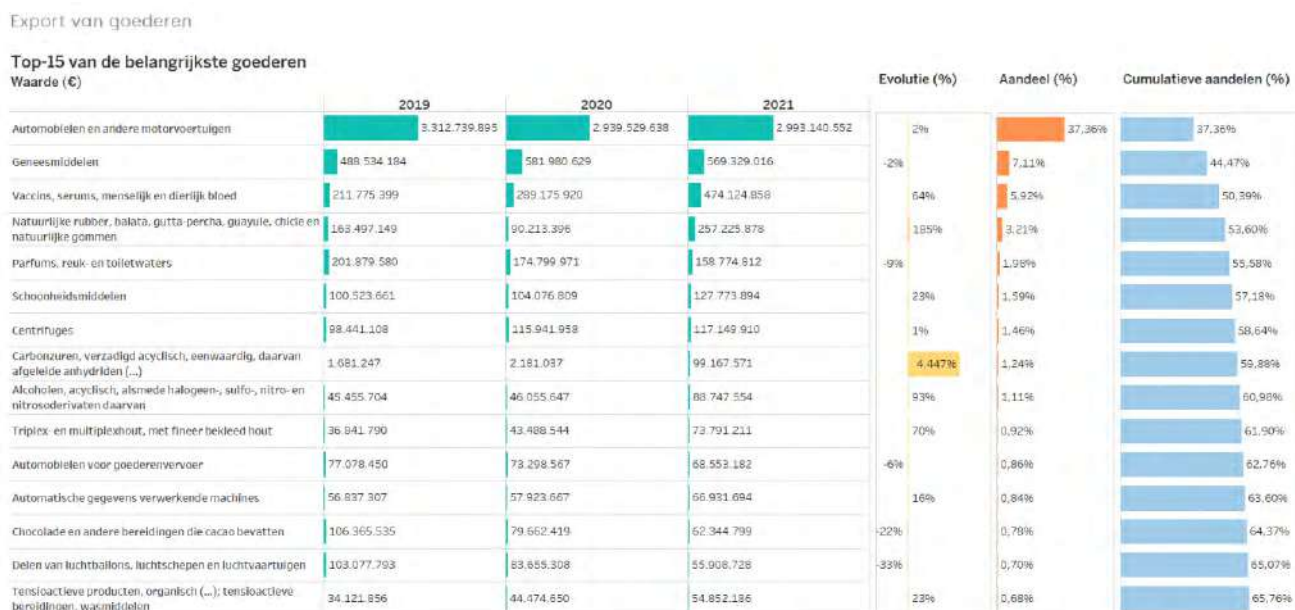 Export van goederen
Top-15 van de belangrijkste goederen
Waarde (€) Evolutie (%) Aandeel (%) Cumulatieve aandelen (%)
2019 2020 2021
Automobielen en andere motorvoertuigen 3.312.739.895 2.939.529.638 2.993.140.552 2% 37,36% 37,36%
Geneesmiddelen 488.534.184 581.980.629 569.329.016 -2% 7,11% 44,47%
Vaccins, serums, menselijk en dierlijk bloed 211.775.399 289.175.920 474.124.858 64% 5,92% 50,39%
Natuurlijke rubber, balata, gutta-percha, guayule, chicle en
natuurlijke gommen 163.497.149 90.213.396 257.225.878 185% 3,21% 53,60%
Parfums, reuk- en toiletwaters 201.879.580 174.799.971 158.774.812 -9% 1,98% 55,58%
Schoonheidsmiddelen 100.523.661 104.076.809 127.773.894 23% 1,59% 57,18%
Centrifuges 98.441.108 115.941.958 117.149.910 1% 1,46% 58,64%
Carbonzuren, verzadigd acyclisch, eenwaardig, daarvan
afgeleide anhydriden (...) 1.681.247 2.181.037 99.167.571 4.447% 1,24% 59,88%
Alcoholen, acyclisch, alsmede halogeen-, sulfo-, nitro- en
nitrosoderivaten daarvan 45.455.704 46.055.647 88.747.554 93% 1,11% 60,98%
Triplex- en multiplexhout, met fineer bekleed hout 36.841.790 43.488.544 73.791.211 70% 0,92% 61,90%
Automobielen voor goederenvervoer 77.078.450 73.298.567 68.553.182 -6% 0,86% 62,76%
Automatische gegevens verwerkende machines 56.837.307 57.923.667 66.931.694 16% 0,84% 63,60%
Chocolade en andere bereidingen die cacao bevatten 106.365.535 79.662.419 62.344.799 -22% 0,78% 64,37%
Delen van luchtballons, luchtschepen en luchtvaartuigen 103.077.793 83.655.308 55.908.728 -33% 0,70% 65,07%
Tensioactieve producten, organisch (...); tensioactieve
bereidingen, wasmiddelen 34.121.856 44.474.650 54.852.186 23% 0,68% 65,76%